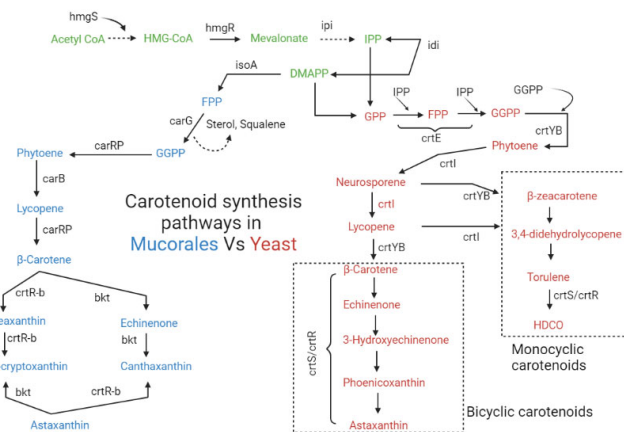 hmgS
Acetyl CoA
HMG-CoA
hmgR
Mevalonate
ipi
IPP
idi
isoA
DMAPP
FPP
carG
Sterol, Squalene
GGPP
carRP
Phytoene
carB
Lycopene
carRP
β-Carotene
crtR-b
bkt
eaxanthin
Echinenone
crtR-b
bkt
-cryptoxanthin
Canthaxanthin
bkt
crtR-b
Astaxanthin
Carotenoid synthesis
pathways in
Mucorales Vs Yeast
GPP
IPP
FPP
IPP
GGPP
GGPP
crtE
crtYB
Phytoene
crtI
Neurosporene
crtYB
crtI
Lycopene
crtI
crtYB
β-Carotene
Echinenone
3-Hydroxyechinenone
Phoenicoxanthin
Astaxanthin
crtS/crtR
Bicyclic carotenoids
β-zeacarotene
3,4-didehydrolycopene
Torulene
crtS/crtR
HDCO
Monocyclic
carotenoids